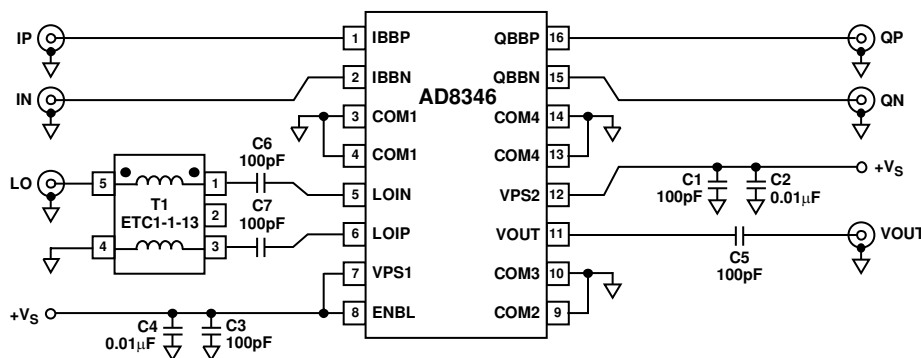 IP 1 IBBP QBBP 16 QP
AD8346
IN 2 IBBN QBBN 15 QN
3 COM1 COM4 14
4 COM1 COM4 13
C6
100pF
LO 5 1 5 LOIN VPS2 12 +VS
C1
100pF
C2
0.01μF
T1
ETC1-1-13
2
C7
100pF
4 3 6 LOIP VOUT 11 VOUT
C5
100pF
7 VPS1 COM3 10
+VS 8 ENBL COM2 9
C4
0.01μF
C3
100pF